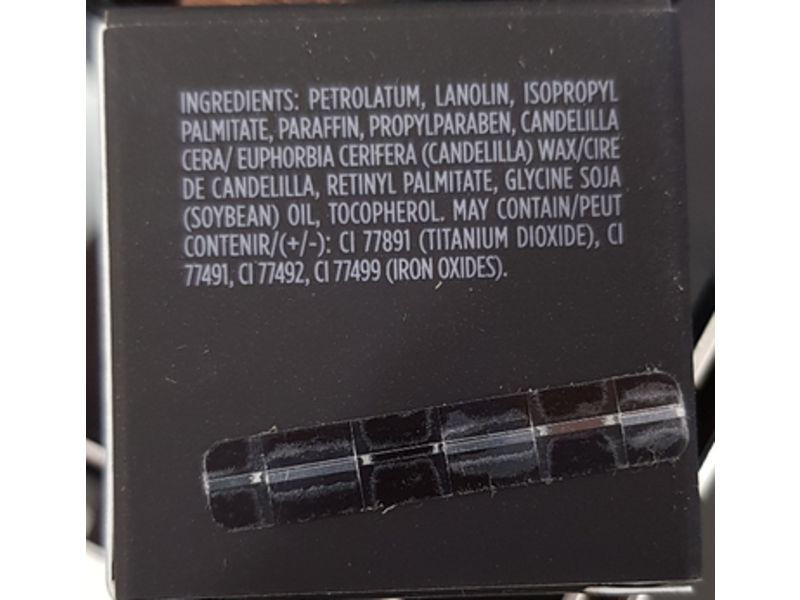 INGREDIENTS: PETROLATUM, LANOLIN, ISOPROPYL
PALMITATE, PARAFFIN, PROPYLPARABEN, CANDELILLA
CERA/ EUPHORBIA CERIFERA (CANDELILLA) WAX/CIRE
DE CANDELILLA, RETINYL PALMITATE, GLYCINE SOJA
(SOYBEAN) OIL, TOCOPHEROL. MAY CONTAIN/PEUT
CONTENIR/(+/-): CI 77891 (TITANIUM DIOXIDE), CI
77491, CI 77492, CI 77499 (IRON OXIDES).